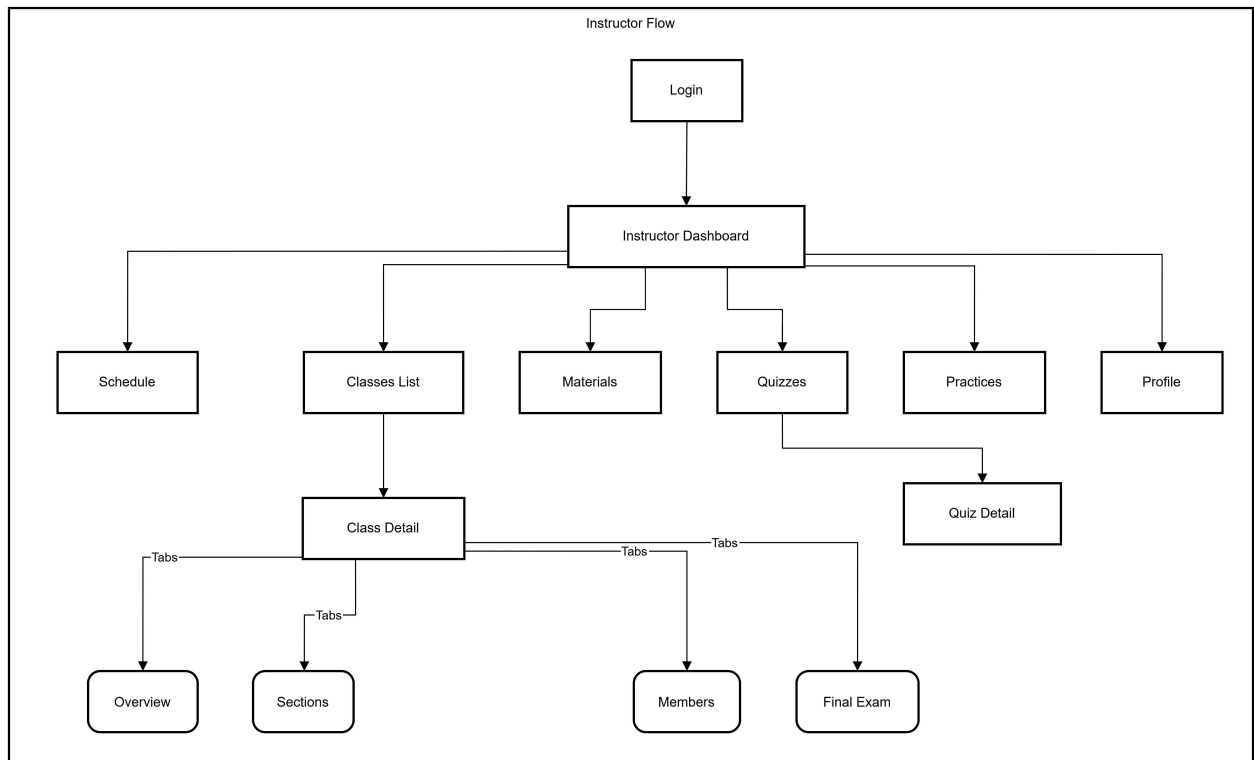 Instructor Flow
Login
Instructor Dashboard
Schedule
Classes List
Materials
Quizzes
Practices
Profile
Class Detail
Quiz Detail
Tabs
Tabs
Tabs
Tabs
Overview
Sections
Members
Final Exam